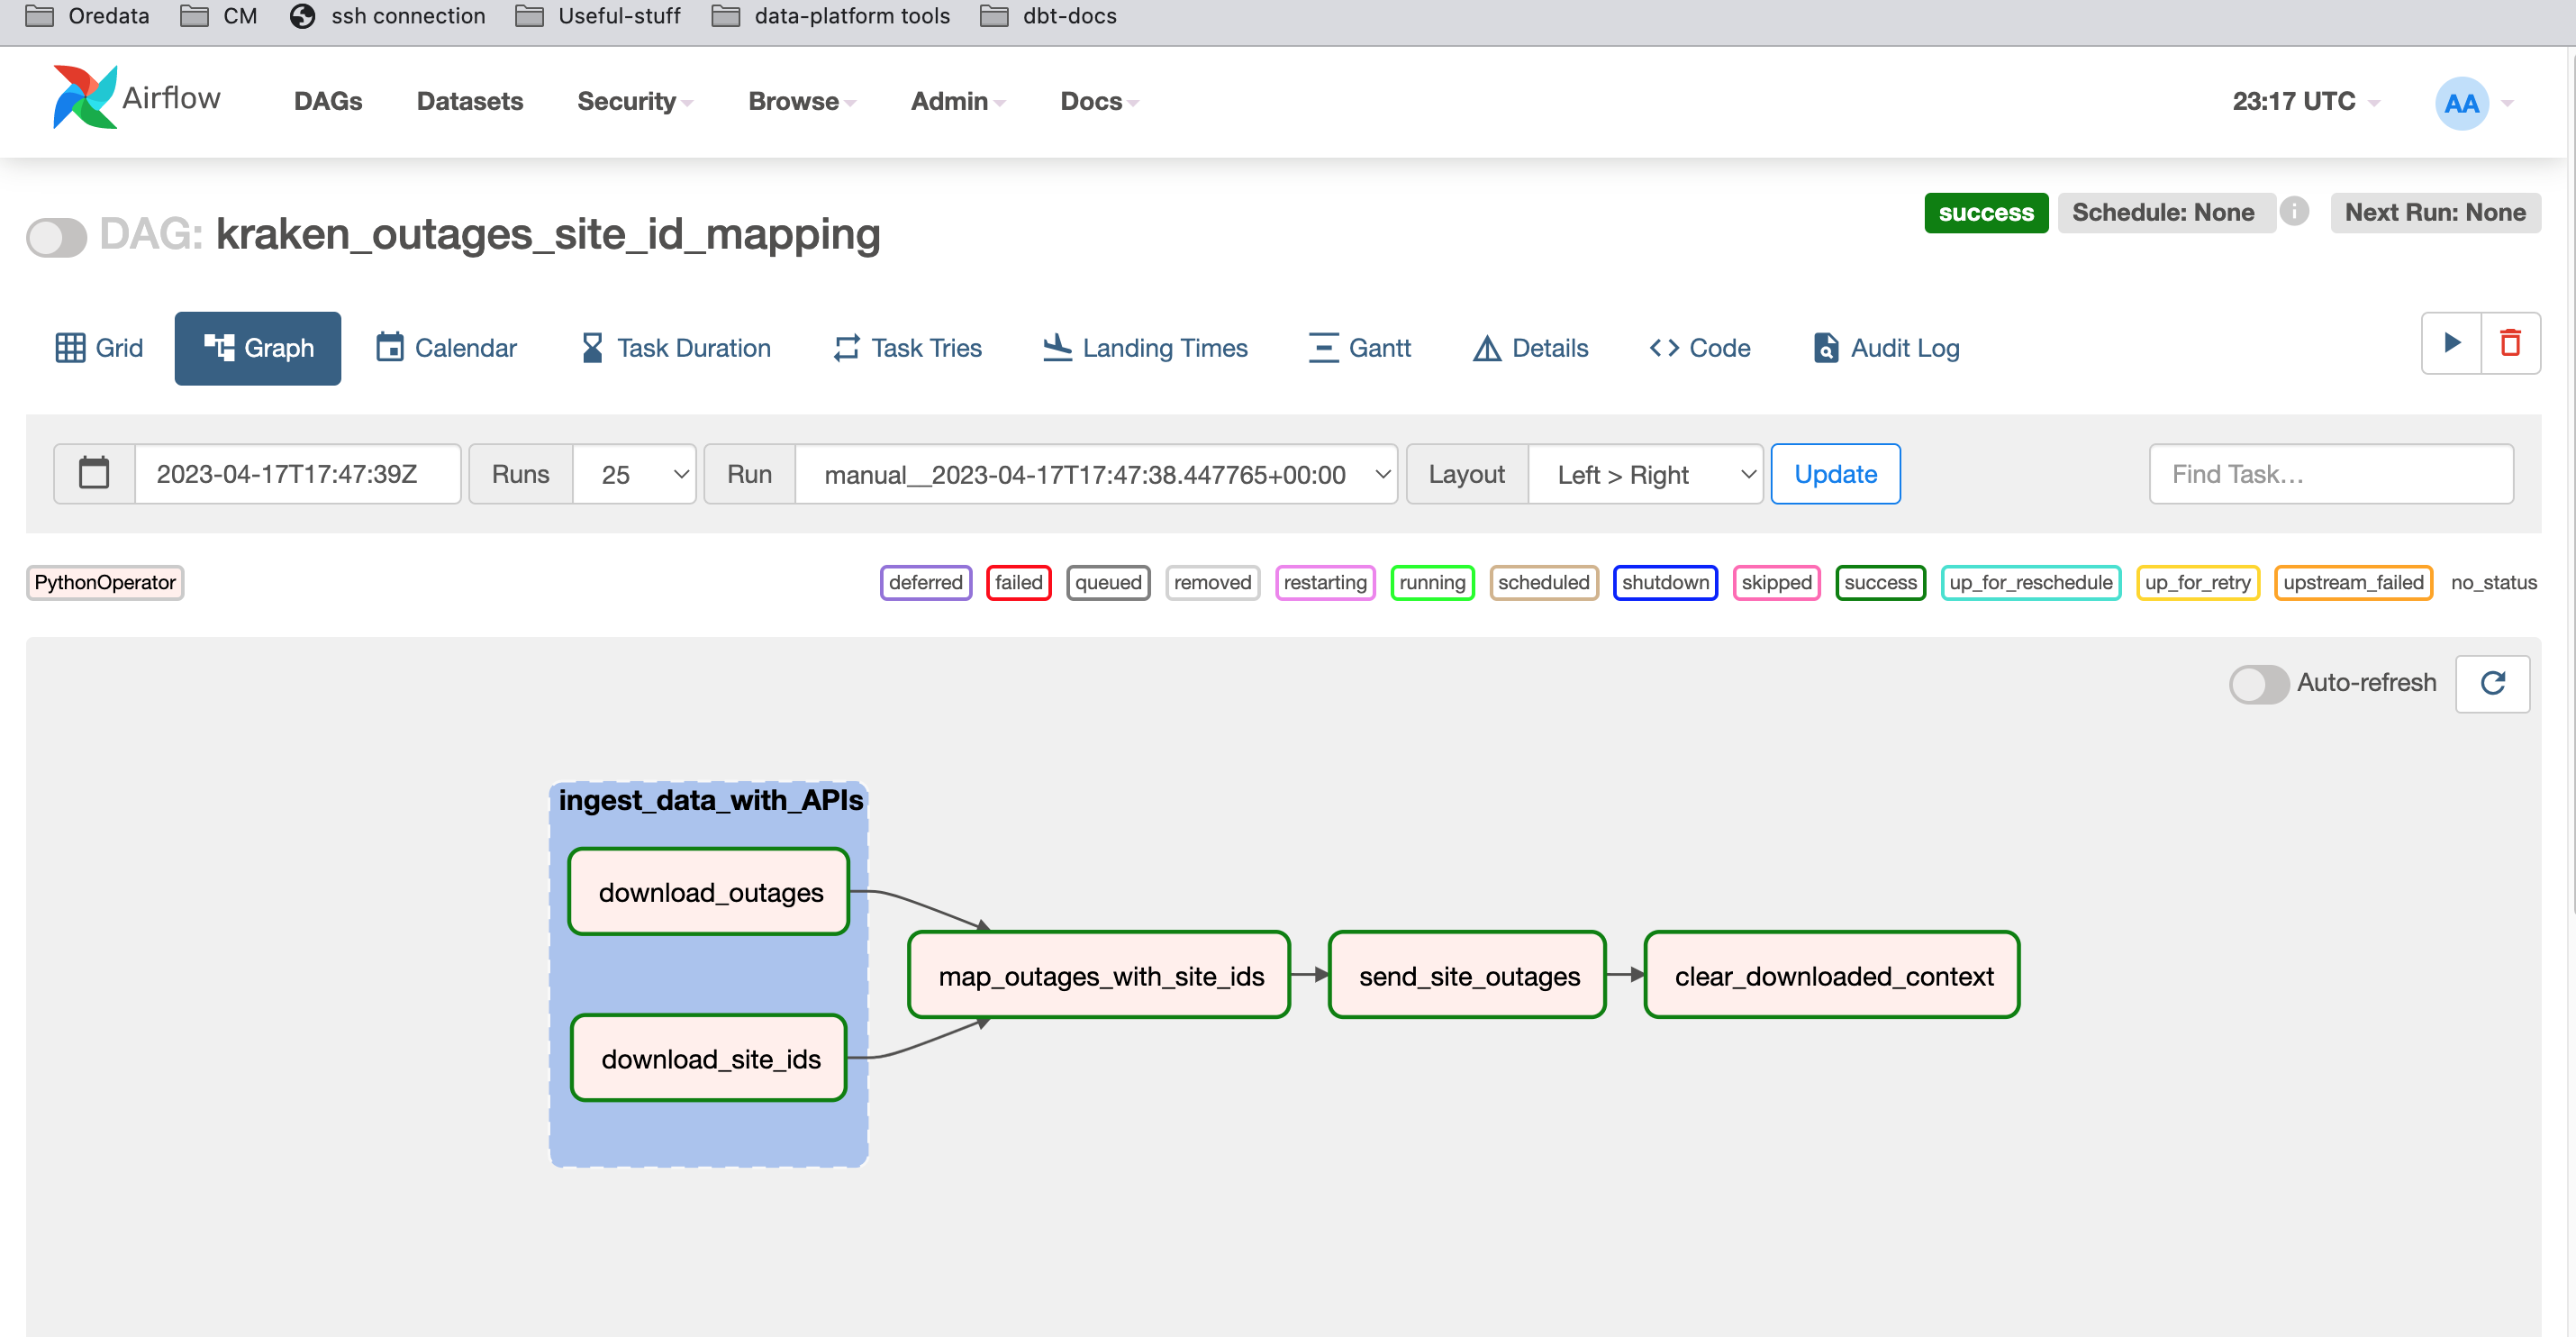 Oredata CM ssh connection Useful-stuff data-platform tools dbt-docs
Airflow DAGs Datasets Security Browse Admin Docs 23:17 UTC AA
success Schedule: None i Next Run: None
DAG: kraken_outages_site_id_mapping
Grid Graph Calendar Task Duration Task Tries Landing Times Gantt Details Code Audit Log
2023-04-17T17:47:39Z Runs 25 Run manual__2023-04-17T17:47:38.447765+00:00 Layout Left > Right Update Find Task…
PythonOperator deferred failed queued removed restarting running scheduled shutdown skipped success up_for_reschedule up_for_retry upstream_failed no_status
Auto-refresh
ingest_data_with_APIs
download_outages
map_outages_with_site_ids send_site_outages clear_downloaded_context
download_site_ids